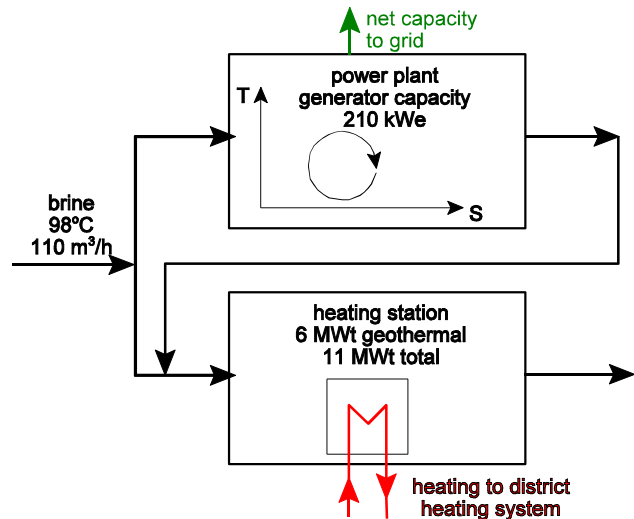 net capacity
to grid
power plant
generator capacity
210 kWe
T
S
brine
98ºC
110 m³/h
heating station
6 MWt geothermal
11 MWt total
heating to district
heating system